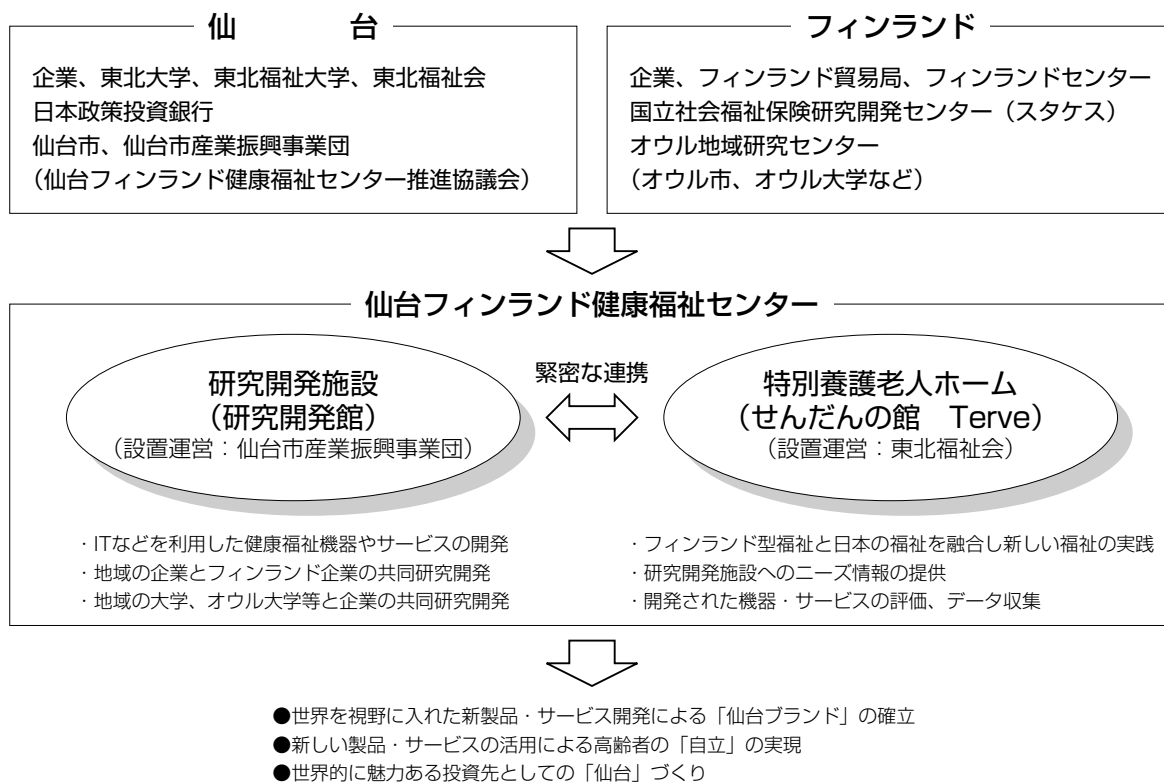 仙　台
企業、東北大学、東北福祉大学、東北福祉会
日本政策投資銀行
仙台市、仙台市産業振興事業団
（仙台フィンランド健康福祉センター推進協議会）
フィンランド
企業、フィンランド貿易局、フィンランドセンター
国立社会福祉保険研究開発センター（スタケス）
オウル地域研究センター
（オウル市、オウル大学など）
仙台フィンランド健康福祉センター
研究開発施設
（研究開発館）
（設置運営：仙台市産業振興事業団）
緊密な連携
特別養護老人ホーム
（せんだんの館　Terve）
（設置運営：東北福祉会）
・ITなどを利用した健康福祉機器やサービスの開発
・地域の企業とフィンランド企業の共同研究開発
・地域の大学、オウル大学等と企業の共同研究開発
・フィンランド型福祉と日本の福祉を融合し新しい福祉の実践
・研究開発施設へのニーズ情報の提供
・開発された機器・サービスの評価、データ収集
●世界を視野に入れた新製品・サービス開発による「仙台ブランド」の確立
●新しい製品・サービスの活用による高齢者の「自立」の実現
●世界的に魅力ある投資先としての「仙台」づくり